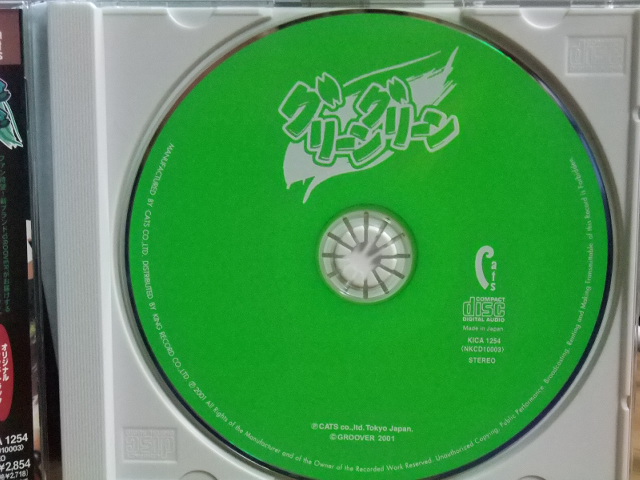 グリーングリーン
Cats
COMPACT
disc
DIGITAL AUDIO
Made in Japan
KICA 1254
(NKCD10003)
STEREO
ⓅCATS co.,ltd. Tokyo Japan.
©GROOVER 2001
MANUFACTURED BY CATS CO.,LTD. DISTRIBUTED BY KING RECORD CO.,LTD. Ⓟ2001 All Rights of the Manufacturer and of the Owner of the Recorded Work Reserved. Unauthorized Copying, Public Performance, Broadcasting, Renting and Making Transmittable of this Record is Forbidden.
オリジナル
A 1254
¥2,854